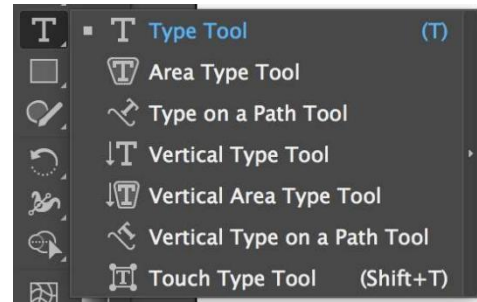 Type Tool (T)
Area Type Tool
Type on a Path Tool
Vertical Type Tool
Vertical Area Type Tool
Vertical Type on a Path Tool
Touch Type Tool (Shift+T)